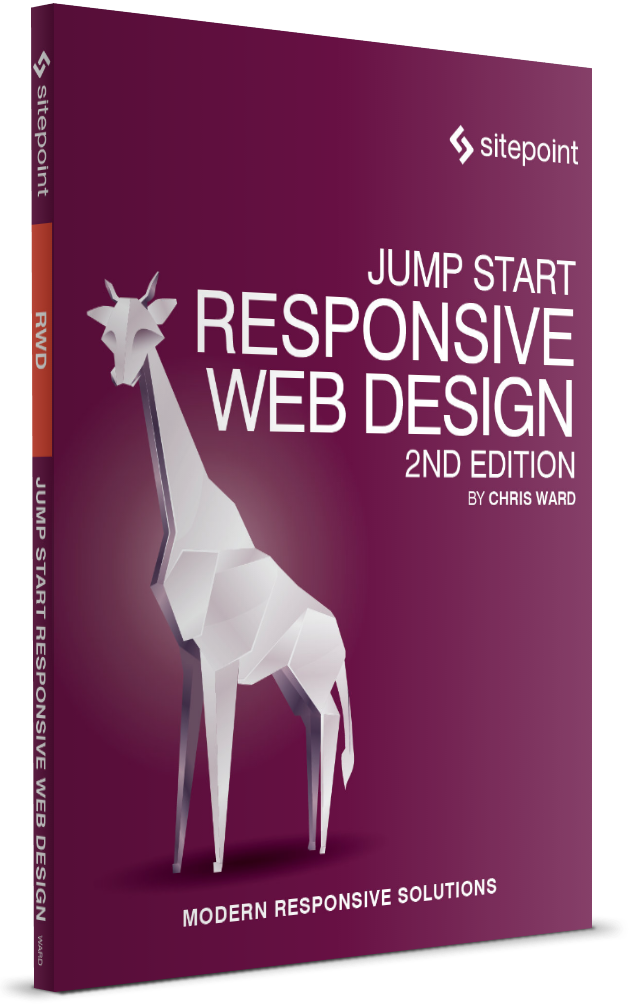 sitepoint
RWD
JUMP START RESPONSIVE WEB DESIGN
WARD
sitepoint
JUMP START
RESPONSIVE
WEB DESIGN
2ND EDITION
BY CHRIS WARD
MODERN RESPONSIVE SOLUTIONS